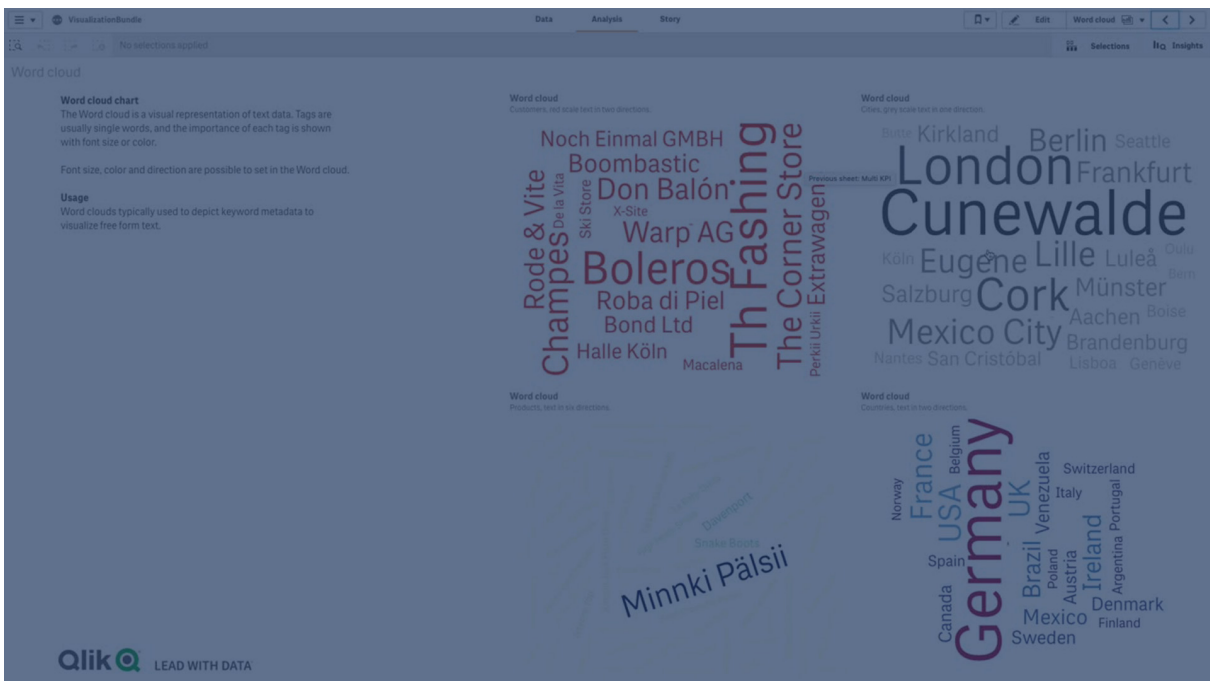 VisualizationBundle
Data
Analysis
Story
Edit
Word cloud
No selections applied
Selections
Insights
Word cloud
Word cloud chart
The Word cloud is a visual representation of text data. Tags are
usually single words, and the importance of each tag is shown
with font size or color.
Font size, color and direction are possible to set in the Word cloud.
Usage
Word clouds typically used to depict keyword metadata to
visualize free form text.
Word cloud
Customers, not scale text in two directions.
Noch Einmal GMBH
Boombastic
Don Balón
X-Site
Warp AG
Boleros
Roba di Piel
Bond Ltd
Halle Köln
Macalena
Rode & Vite
De la Vita
Ski Store
Champes
Th Fashing
The Corner Store
Extrawagen
Perkii Urkii
Word cloud
Cities, grey scale text in one direction.
Butte
Kirkland
Berlin
Seattle
London
Frankfurt
Previous sheet: Multi KPI
Cunewalde
Köln
Eugene
Lille
Luleå
Oulu
Bern
Salzburg
Cork
Münster
Aachen
Boise
Mexico City
Brandenburg
Nantes
San Cristóbal
Lisboa
Genève
Word cloud
Products, text in six directions.
Davenport
Snake Boots
Minnki Pälsii
Word cloud
Countries, text in two directions.
Norway
France
Belgium
USA
Germany
UK
Venezuela
Switzerland
Italy
Portugal
Spain
Brazil
Poland
Austria
Ireland
Argentina
Canada
Denmark
Mexico
Finland
Sweden
Qlik
LEAD WITH DATA